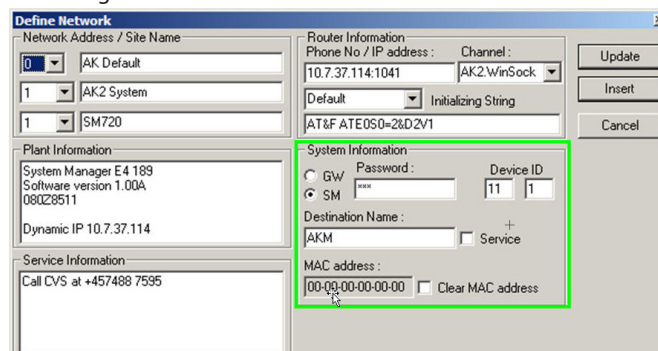 Define Network
Network Address / Site Name
0
AK Default
1
AK2 System
1
SM720
Router Information
Phone No / IP address :
Channel :
10.7.37.114:1041
AK2.WinSock
Default
Initializing String
AT&F ATE0S0=2&D2V1
Update
Insert
Cancel
Plant Information
System Manager E4 189
Software version 1.00A
080Z8511
Dynamic IP 10.7.37.114
System Information
GW
SM
Password :
***
Device ID
11
1
Destination Name :
AKM
Service
MAC address :
00-00-00-00-00-00
Clear MAC address
Service Information
Call CVS at +457488 7595